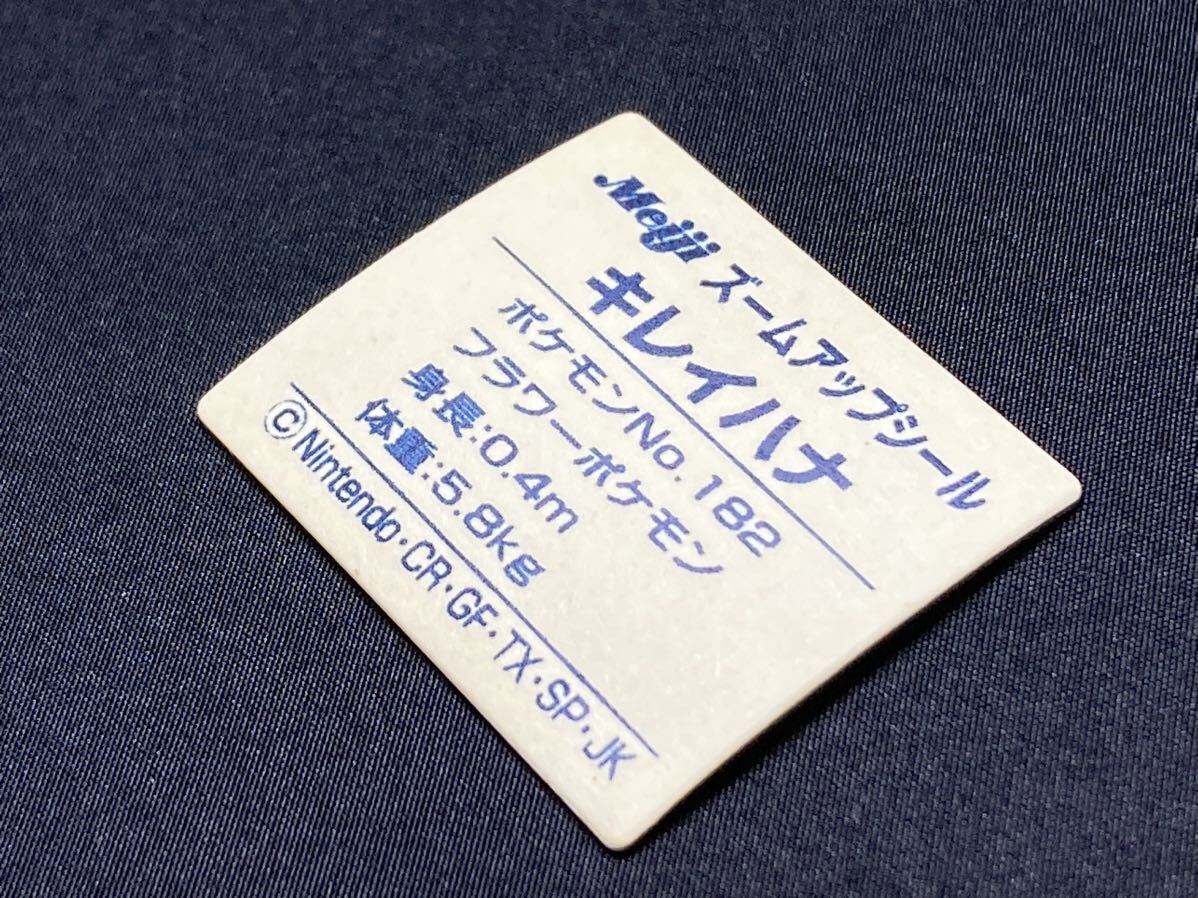 Meiji ズームアップシール
キレイハナ
ポケモンNo.182
フラワーポケモン
身長:0.4m
体重:5.8kg
©Nintendo・CR・GF・TX・SP・JK